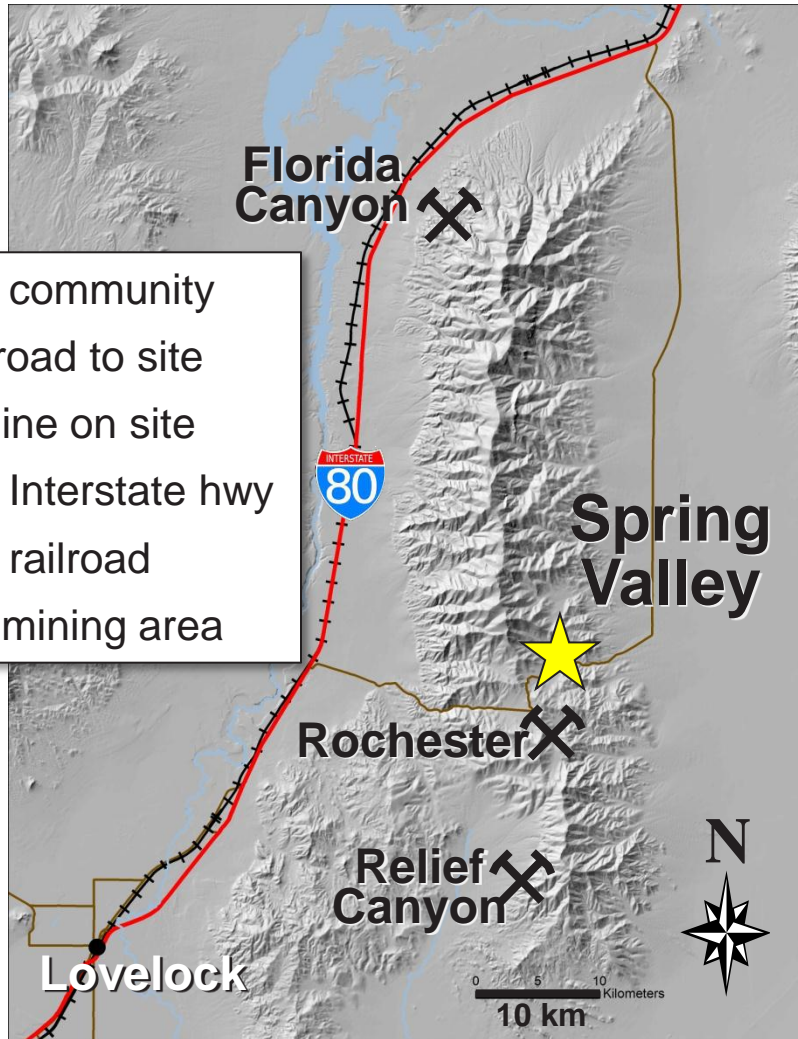 Florida
Canyon
community
road to site
ine on site
Interstate hwy
railroad
mining area
INTERSTATE
80
Spring
Valley
Rochester
Relief
Canyon
N
Lovelock
0 5 10
Kilometers
10 km